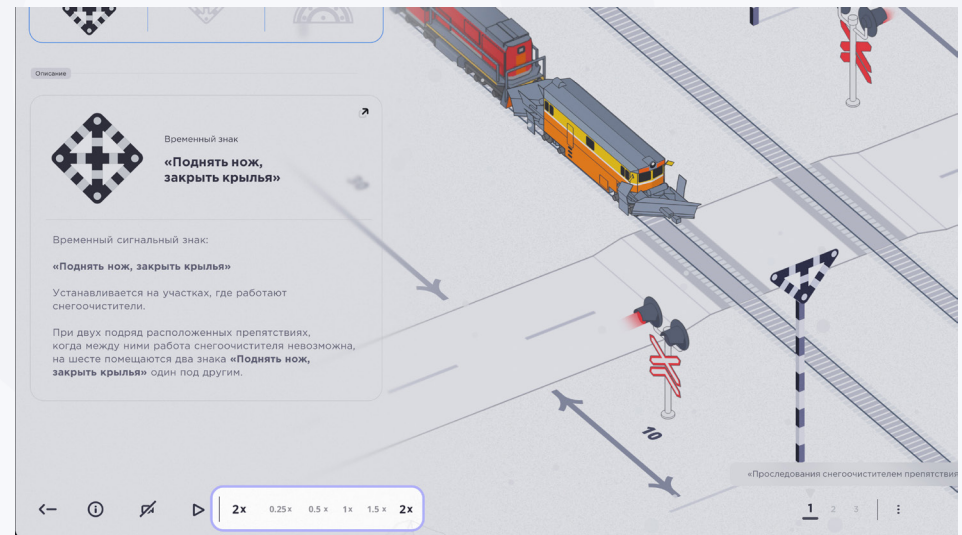 Описание
Временный знак
«Поднять нож,
закрыть крылья»
Временный сигнальный знак:
«Поднять нож, закрыть крылья»
Устанавливается на участках, где работают
снегоочистители.
При двух подряд расположенных препятствиях,
когда между ними работа снегоочистителя невозможна,
на шесте помещаются два знака «Поднять нож,
закрыть крылья» один под другим.
10
«Проследования снегоочистителем препятствия
2x 0.25x 0.5 x 1x 1.5 x 2x
1 2 3